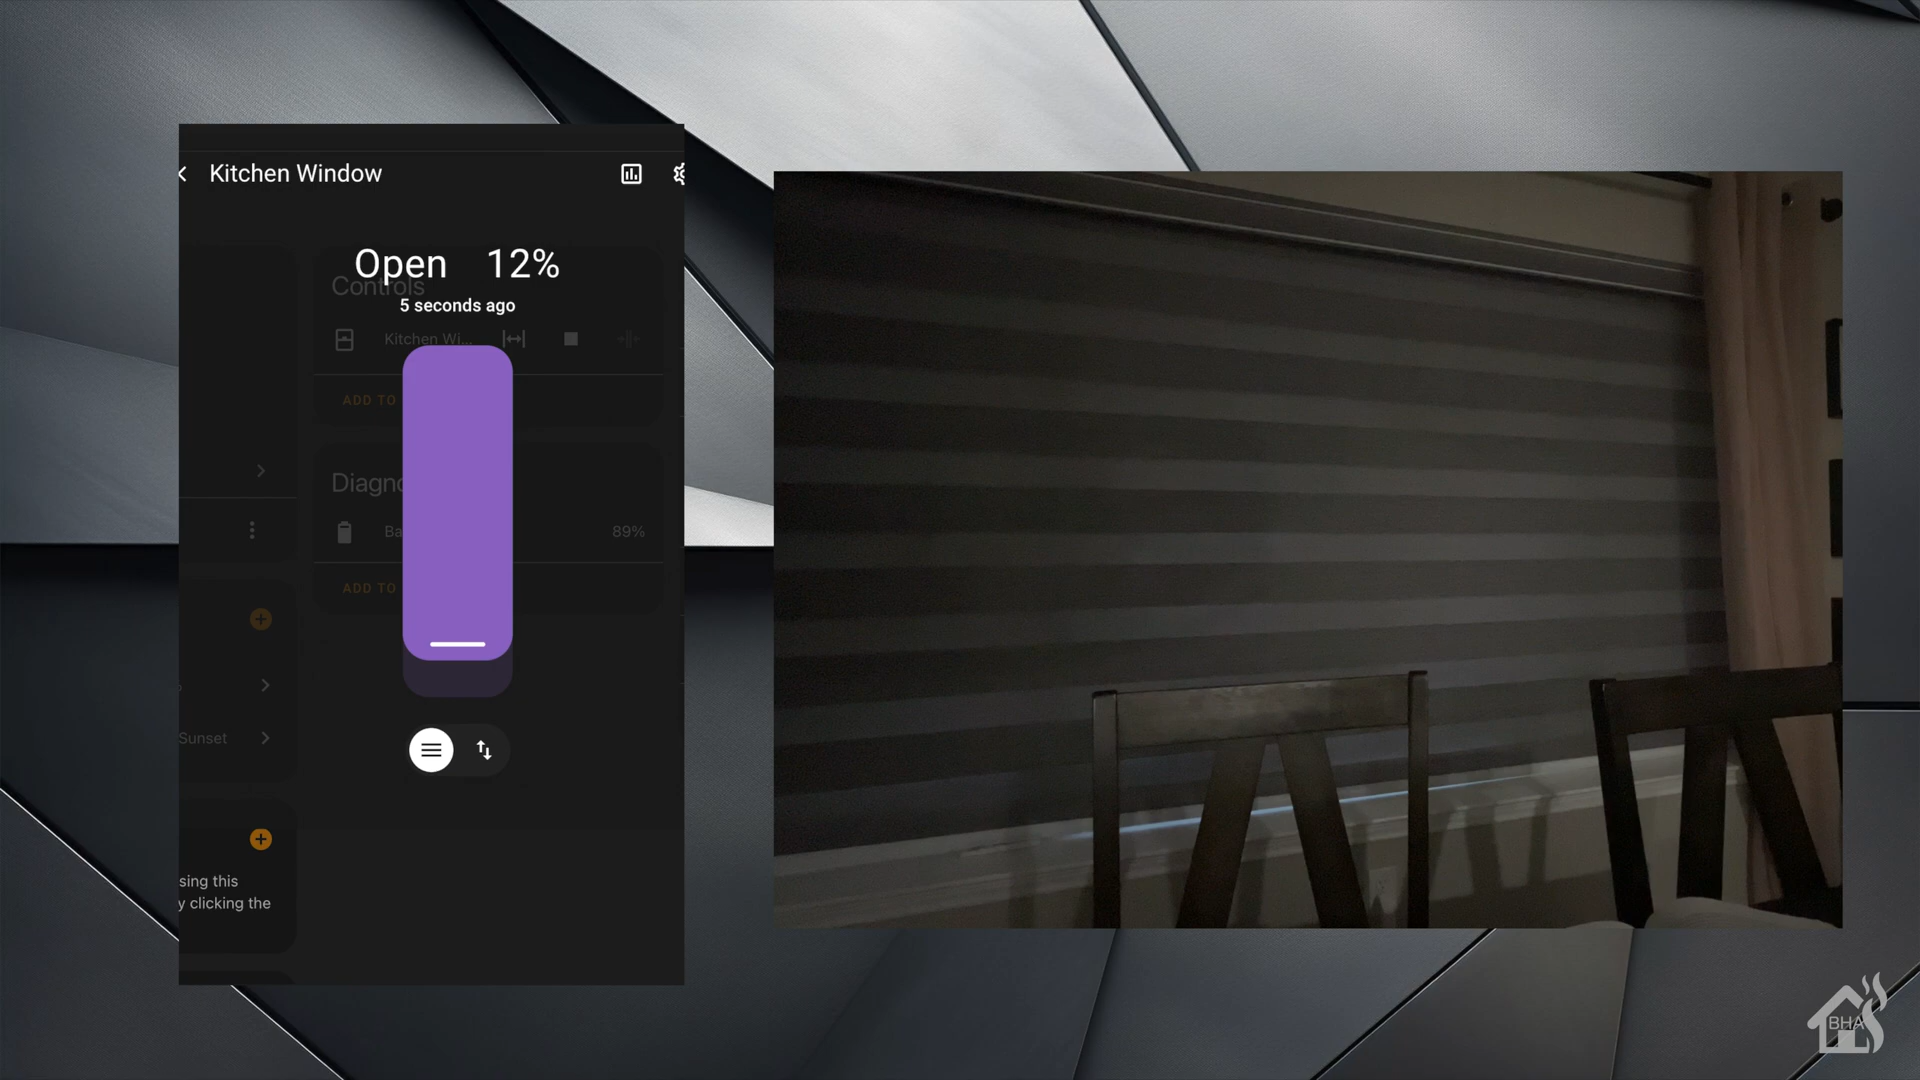 Kitchen Window
Open 12%
Controls
5 seconds ago
Kitchen Wi...
ADD TO
Diagno
Ba
89%
ADD TO
Sunset
sing this
y clicking the
BHA